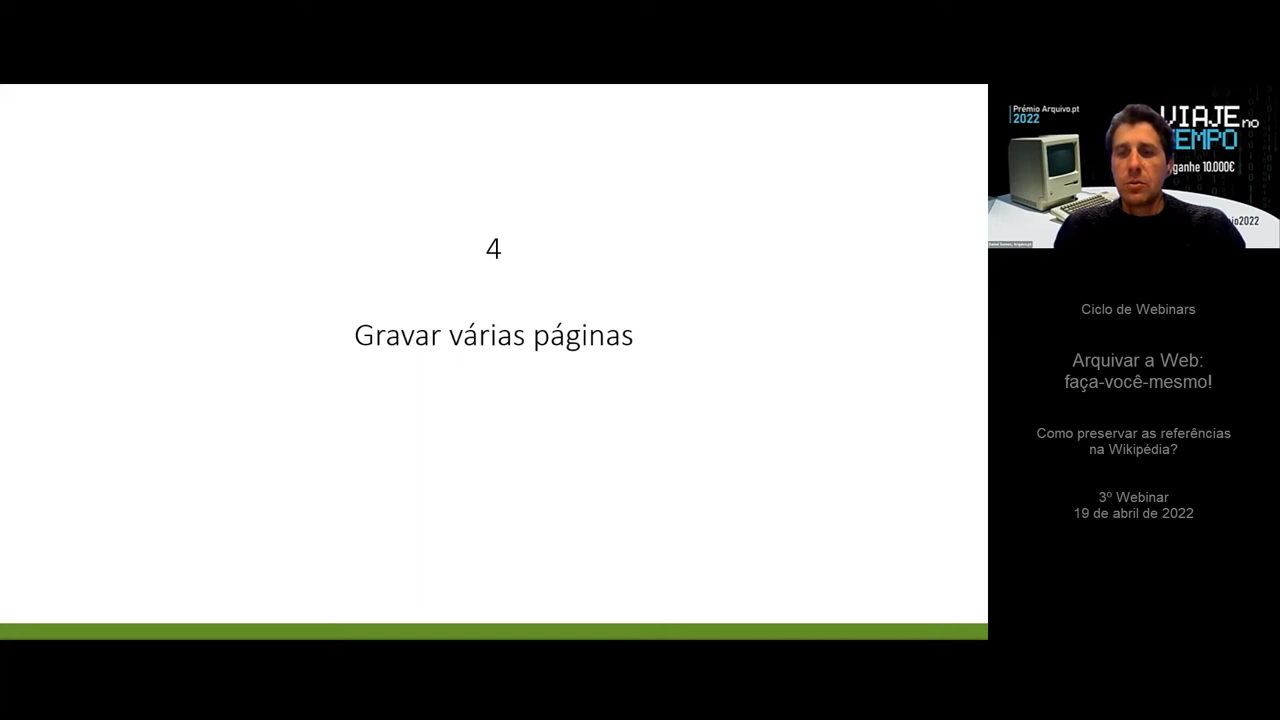 4
Gravar várias páginas
Prémio Arquivo.pt
2022
VIAJE no
TEMPO
ganhe 10.000€
Ciclo de Webinars
Arquivar a Web:
faça-você-mesmo!
Como preservar as referências
na Wikipédia?
3º Webinar
19 de abril de 2022